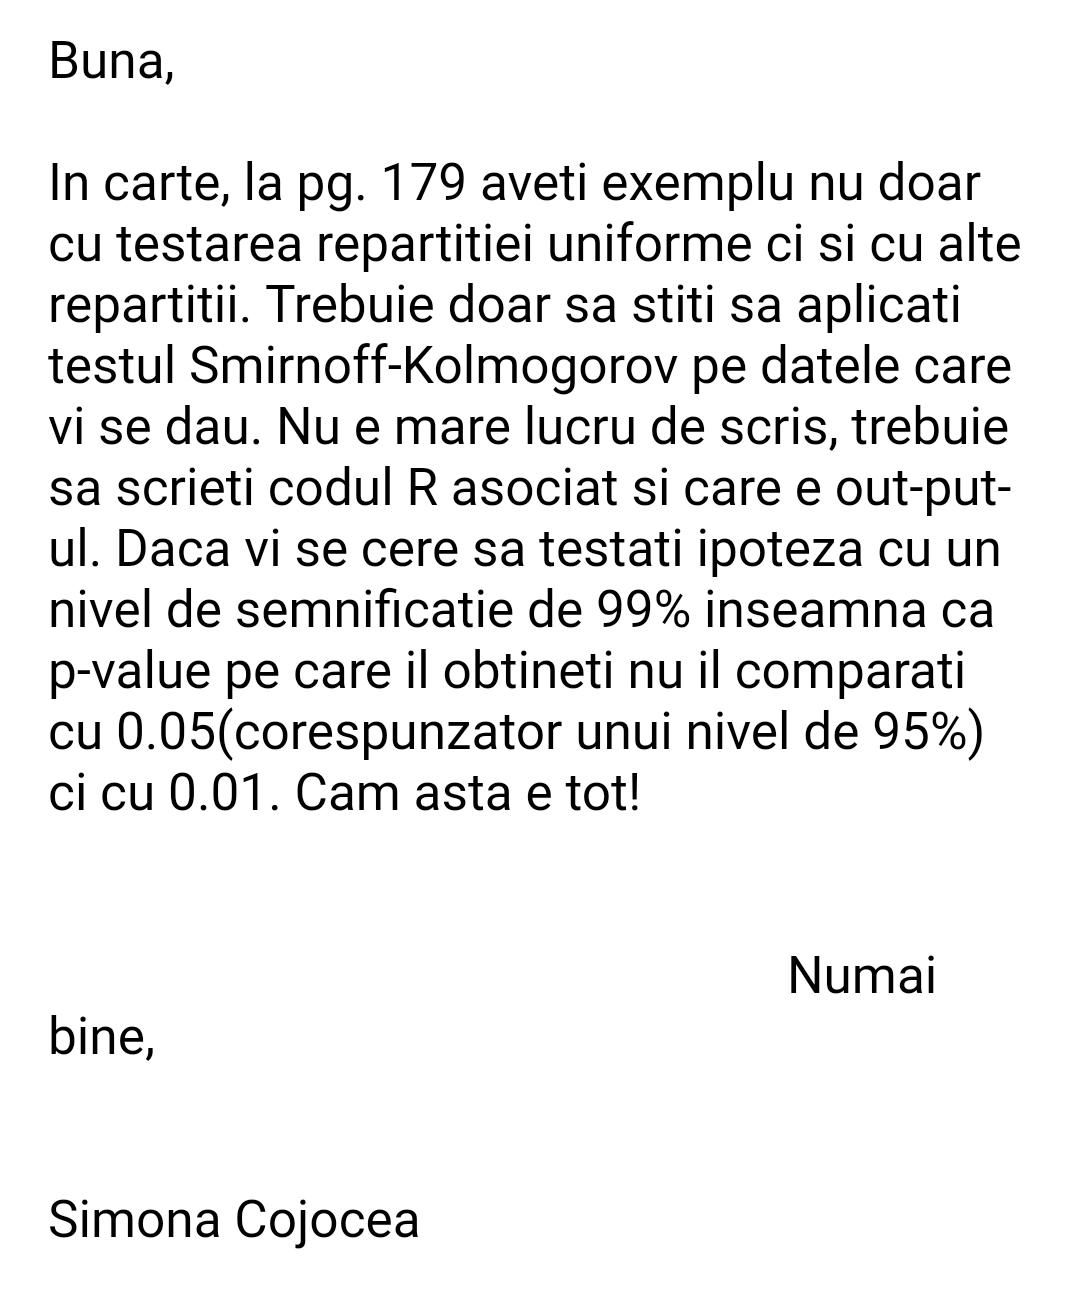 Buna,
In carte, la pg. 179 aveti exemplu nu doar
cu testarea repartitiei uniforme ci si cu alte
repartitii. Trebuie doar sa stiti sa aplicati
testul Smirnoff-Kolmogorov pe datele care
vi se dau. Nu e mare lucru de scris, trebuie
sa scrieti codul R asociat si care e out-put-
ul. Daca vi se cere sa testati ipoteza cu un
nivel de semnificatie de 99% inseamna ca
p-value pe care il obtineti nu il comparati
cu 0.05(corespunzator unui nivel de 95%)
ci cu 0.01. Cam asta e tot!
Numai
bine,
Simona Cojocea